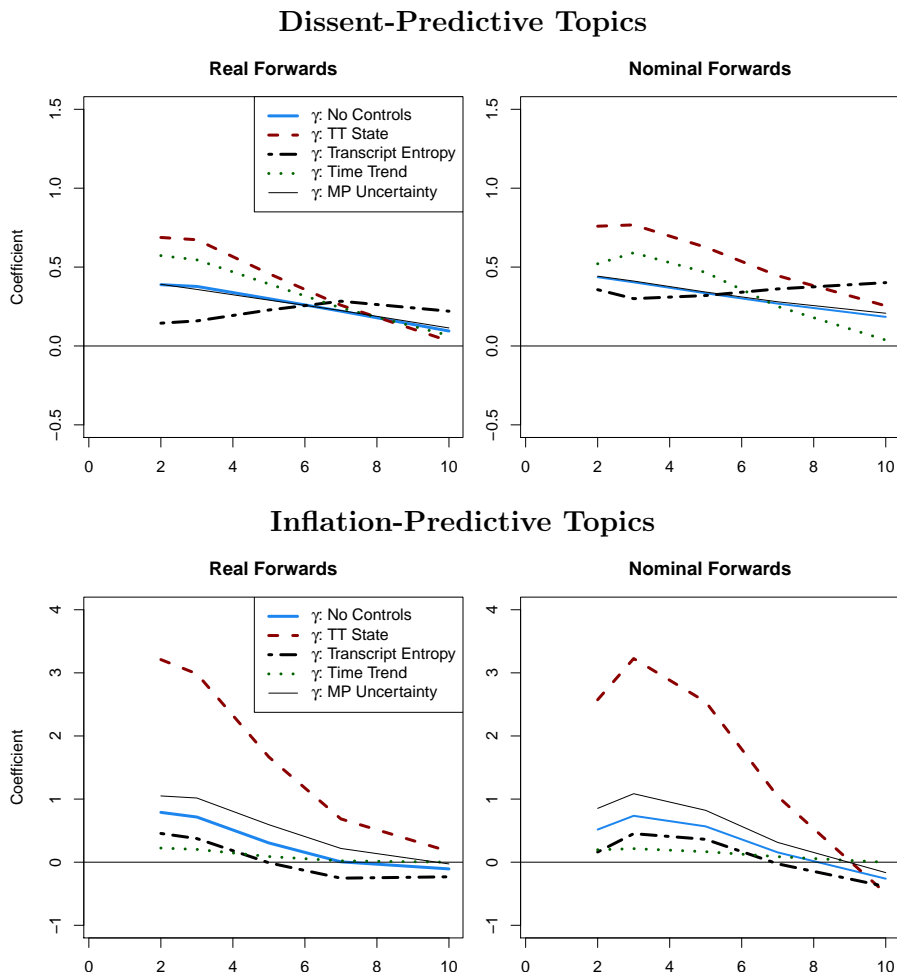 Dissent-Predictive Topics
Real Forwards
Nominal Forwards
Coefficient
1.5
1.0
0.5
0.0
−0.5
γ: No Controls
γ: TT State
γ: Transcript Entropy
γ: Time Trend
γ: MP Uncertainty
0 2 4 6 8 10
1.5
1.0
0.5
0.0
−0.5
0 2 4 6 8 10
Inflation-Predictive Topics
Real Forwards
Nominal Forwards
Coefficient
4
3
2
1
0
−1
γ: No Controls
γ: TT State
γ: Transcript Entropy
γ: Time Trend
γ: MP Uncertainty
0 2 4 6 8 10
4
3
2
1
0
−1
0 2 4 6 8 10